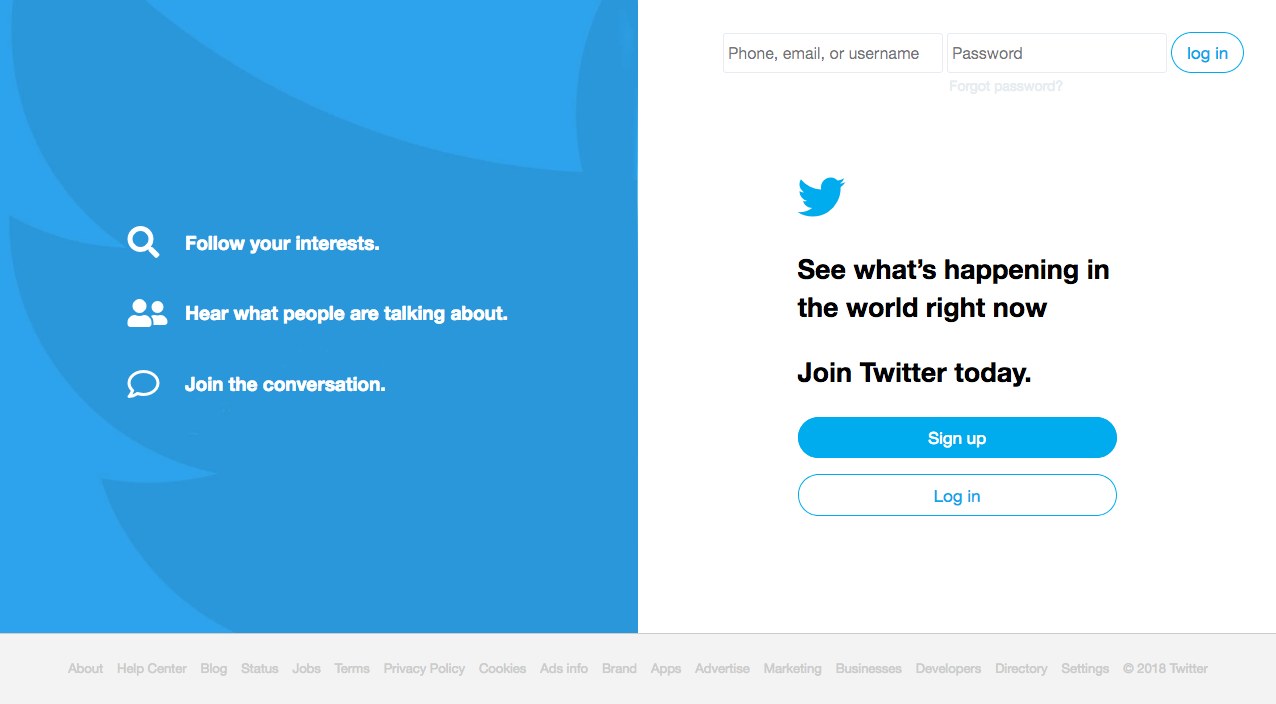 Phone, email, or username Password log in
Forgot password?
Follow your interests.
Hear what people are talking about.
Join the conversation.
See what’s happening in
the world right now
Join Twitter today.
Sign up
Log in
About Help Center Blog Status Jobs Terms Privacy Policy Cookies Ads info Brand Apps Advertise Marketing Businesses Developers Directory Settings © 2018 Twitter